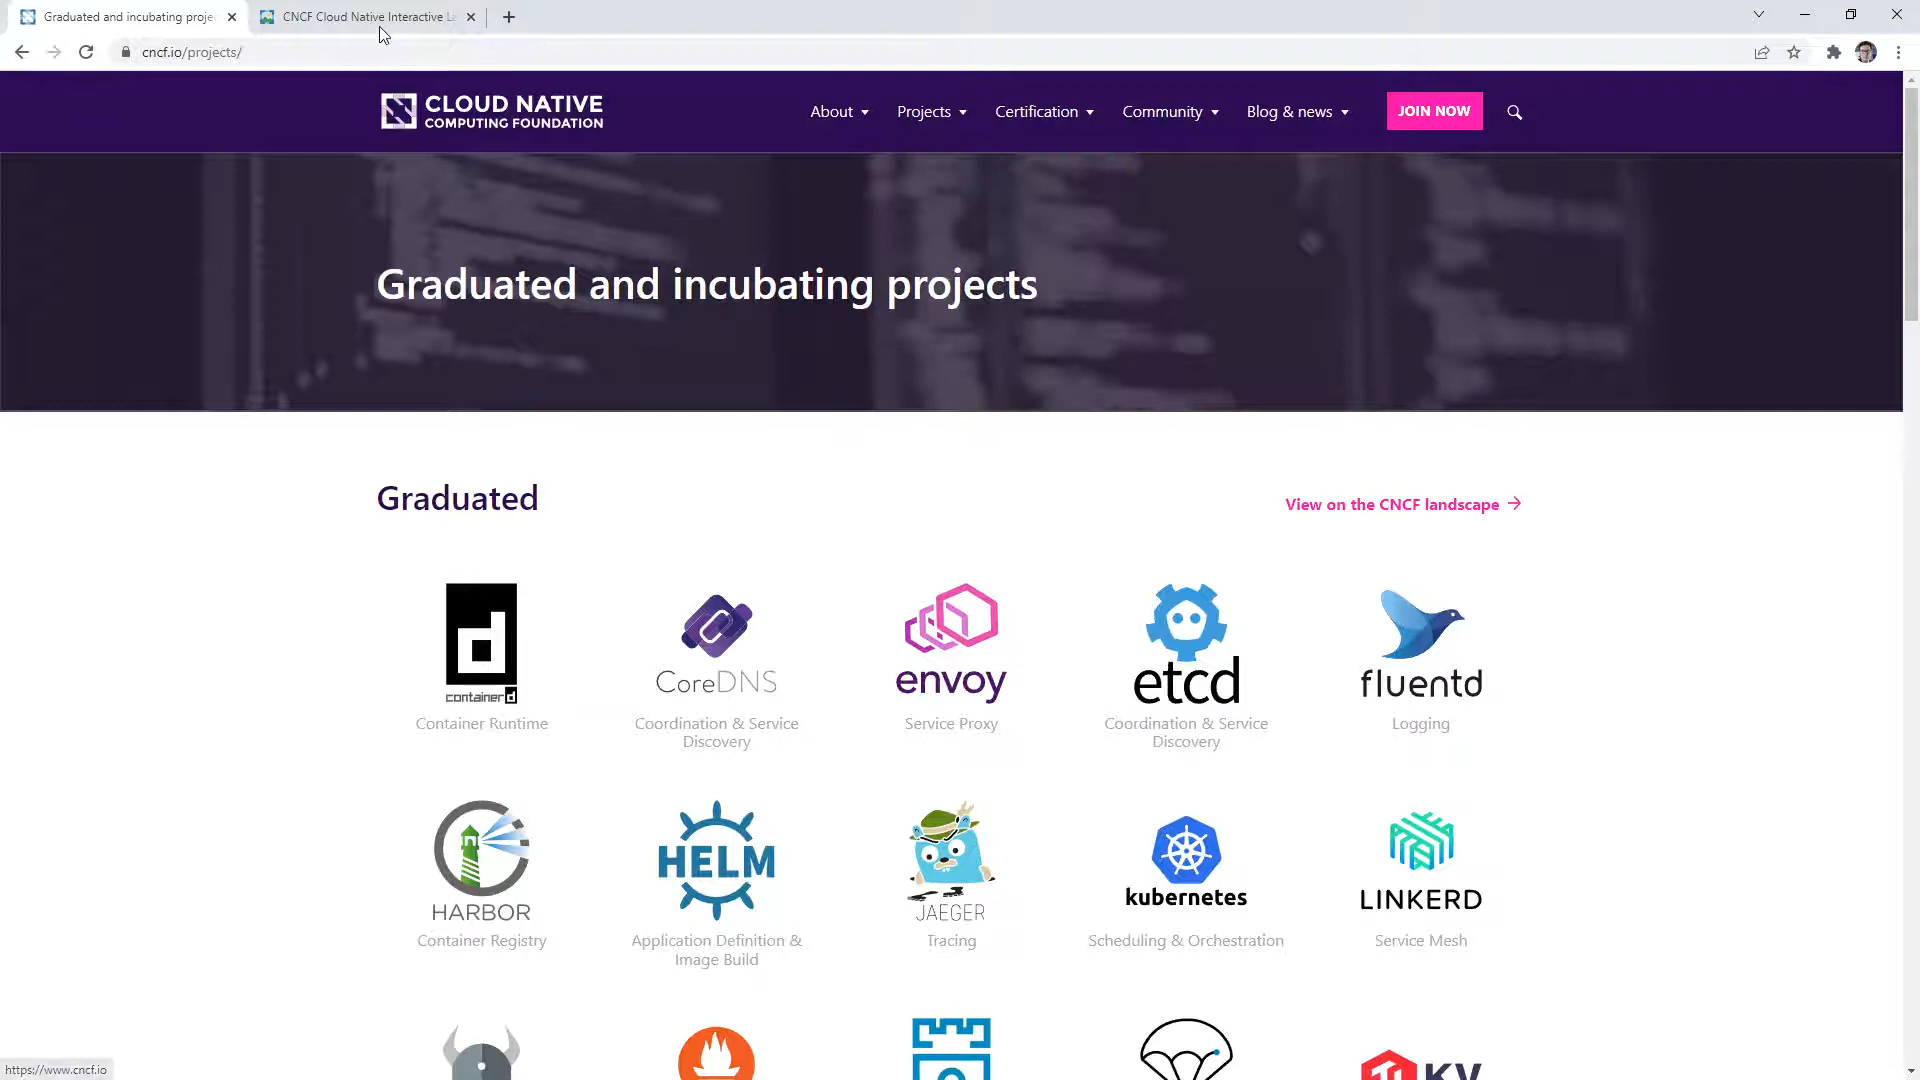 Graduated and incubating proje
CNCF Cloud Native Interactive La
cncf.io/projects/
CLOUD NATIVE
COMPUTING FOUNDATION
About
Projects
Certification
Community
Blog & news
JOIN NOW
Graduated and incubating projects
Graduated
View on the CNCF landscape
d
containerd
Container Runtime
CoreDNS
Coordination & Service
Discovery
envoy
Service Proxy
etcd
Coordination & Service
Discovery
fluentd
Logging
HARBOR
Container Registry
HELM
Application Definition &
Image Build
JAEGER
Tracing
kubernetes
Scheduling & Orchestration
LINKERD
Service Mesh
KV
https://www.cncf.io